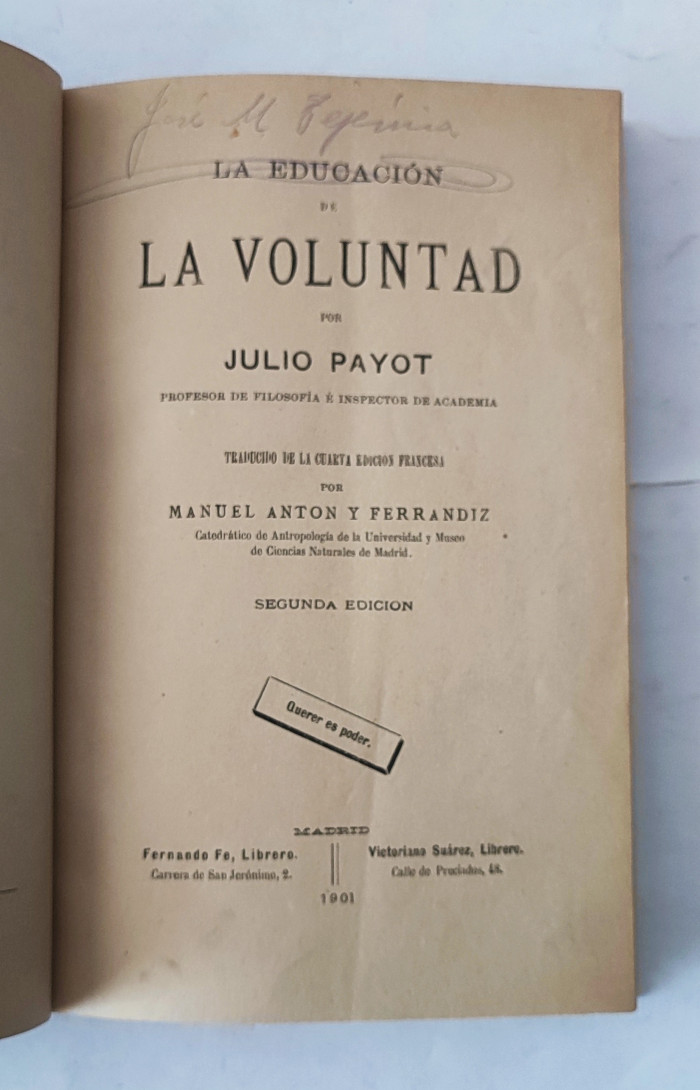 José M
LA EDUCACIÓN
DE
LA VOLUNTAD
POR
JULIO PAYOT
PROFESOR DE FILOSOFÍA É INSPECTOR DE ACADEMIA
TRADUCIDO DE LA CUARTA EDICION FRANCESA
POR
MANUEL ANTON Y FERRANDIZ
Catedrático de Antropología de la Universidad y Museo
de Ciencias Naturales de Madrid.
SEGUNDA EDICION
Querer es poder.
MADRID
Fernando Fe, Librero.
Carrera de San Jerónimo, 2.
Victoriano Suárez, Librero.
Calle de Preciados, 48.
1901